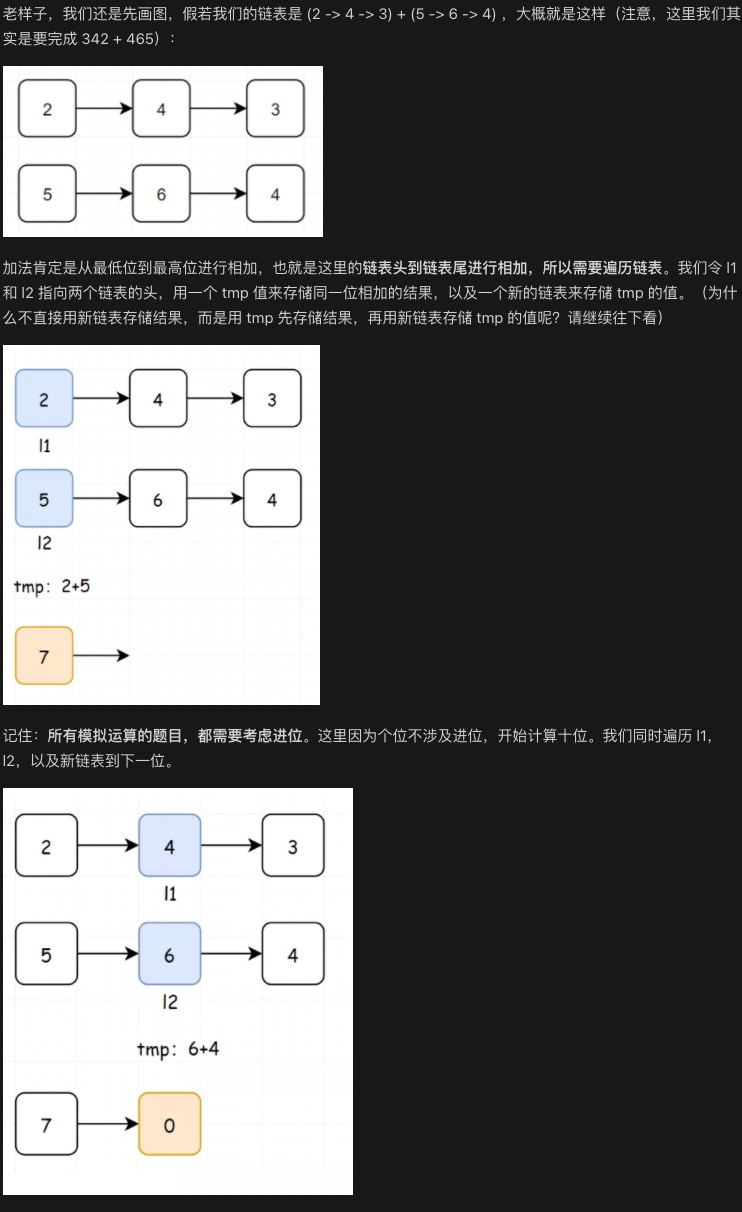 老样子，我们还是先画图，假若我们的链表是 (2 -> 4 -> 3) + (5 -> 6 -> 4) ，大概就是这样（注意，这里我们其
实是要完成 342 + 465）：
2 4 3
5 6 4
加法肯定是从最低位到最高位进行相加，也就是这里的链表头到链表尾进行相加，所以需要遍历链表。我们令 l1
和 l2 指向两个链表的头，用一个 tmp 值来存储同一位相加的结果，以及一个新的链表来存储 tmp 的值。（为什
么不直接用新链表存储结果，而是用 tmp 先存储结果，再用新链表存储 tmp 的值呢？请继续往下看）
2 4 3
l1
5 6 4
l2
tmp：2+5
7
记住：所有模拟运算的题目，都需要考虑进位。这里因为个位不涉及进位，开始计算十位。我们同时遍历 l1，
l2，以及新链表到下一位。
2 4 3
l1
5 6 4
l2
tmp：6+4
7 0